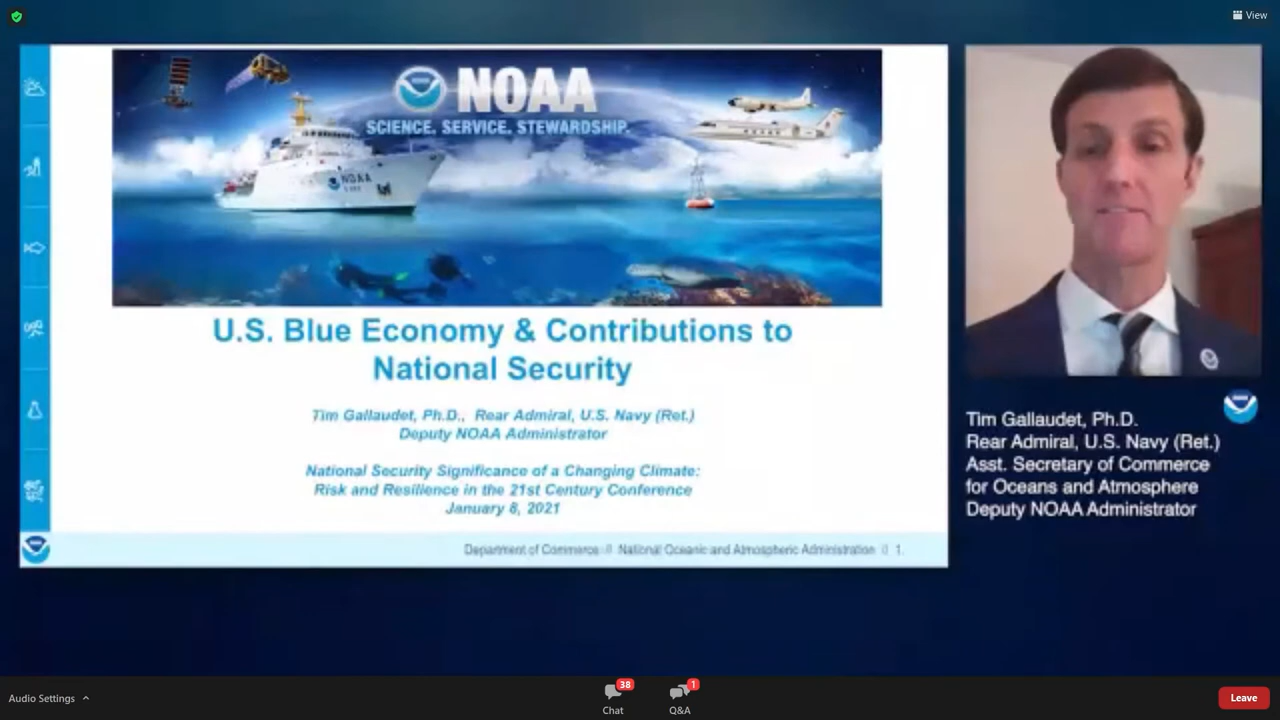 View
NOAA
SCIENCE. SERVICE. STEWARDSHIP.
NOAA
U.S. Blue Economy & Contributions to
National Security
Tim Gallaudet, Ph.D., Rear Admiral, U.S. Navy (Ret.)
Deputy NOAA Administrator
National Security Significance of a Changing Climate:
Risk and Resilience in the 21st Century Conference
January 8, 2021
Department of Commerce // National Oceanic and Atmospheric Administration // 1
Tim Gallaudet, Ph.D.
Rear Admiral, U.S. Navy (Ret.)
Asst. Secretary of Commerce
for Oceans and Atmosphere
Deputy NOAA Administrator
Audio Settings
38
Chat
1
Q&A
Leave